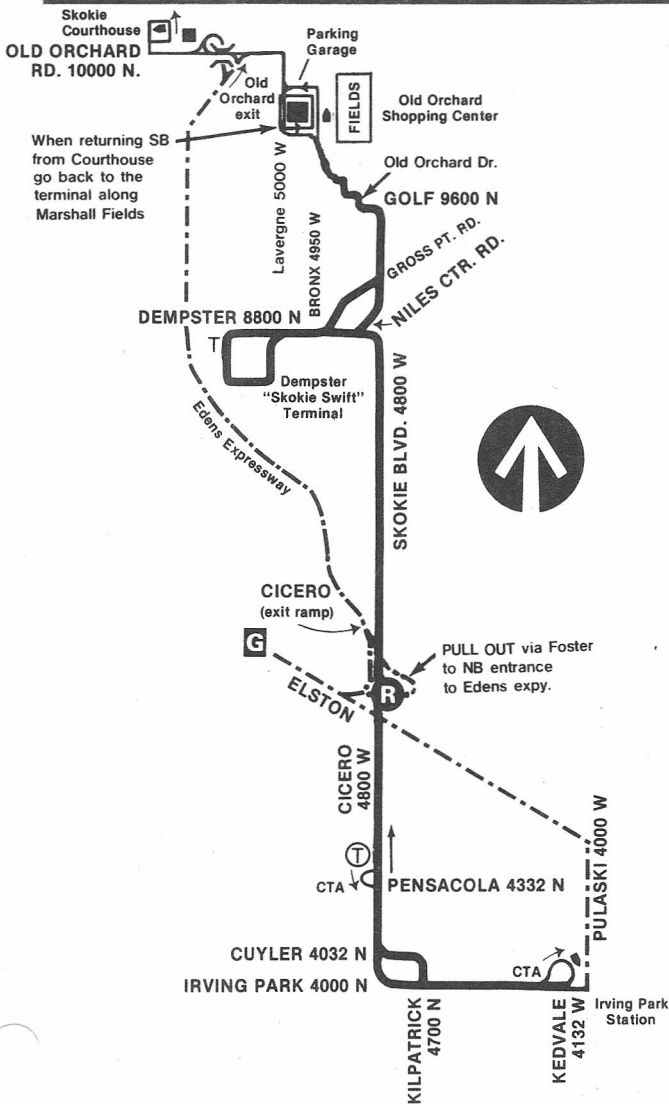 Skokie
Courthouse
OLD ORCHARD
RD. 10000 N.
Parking
Garage
Old
Orchard
exit
FIELDS
Old Orchard
Shopping Center
When returning SB
from Courthouse
go back to the
terminal along
Marshall Fields
Lavergne 5000 W
Old Orchard Dr.
GOLF 9600 N
BRONX 4950 W
GROSS PT. RD.
NILES CTR. RD.
DEMPSTER 8800 N
T
Dempster
"Skokie Swift"
Terminal
Edens Expressway
SKOKIE BLVD. 4800 W
CICERO
(exit ramp)
G
PULL OUT via Foster
to NB entrance
to Edens expy.
ELSTON
R
CICERO
4800 W
PULASKI 4000 W
T
CTA
PENSACOLA 4332 N
CUYLER 4032 N
IRVING PARK 4000 N
CTA
KILPATRICK
4700 N
KEDVALE
4132 W
Irving Park
Station